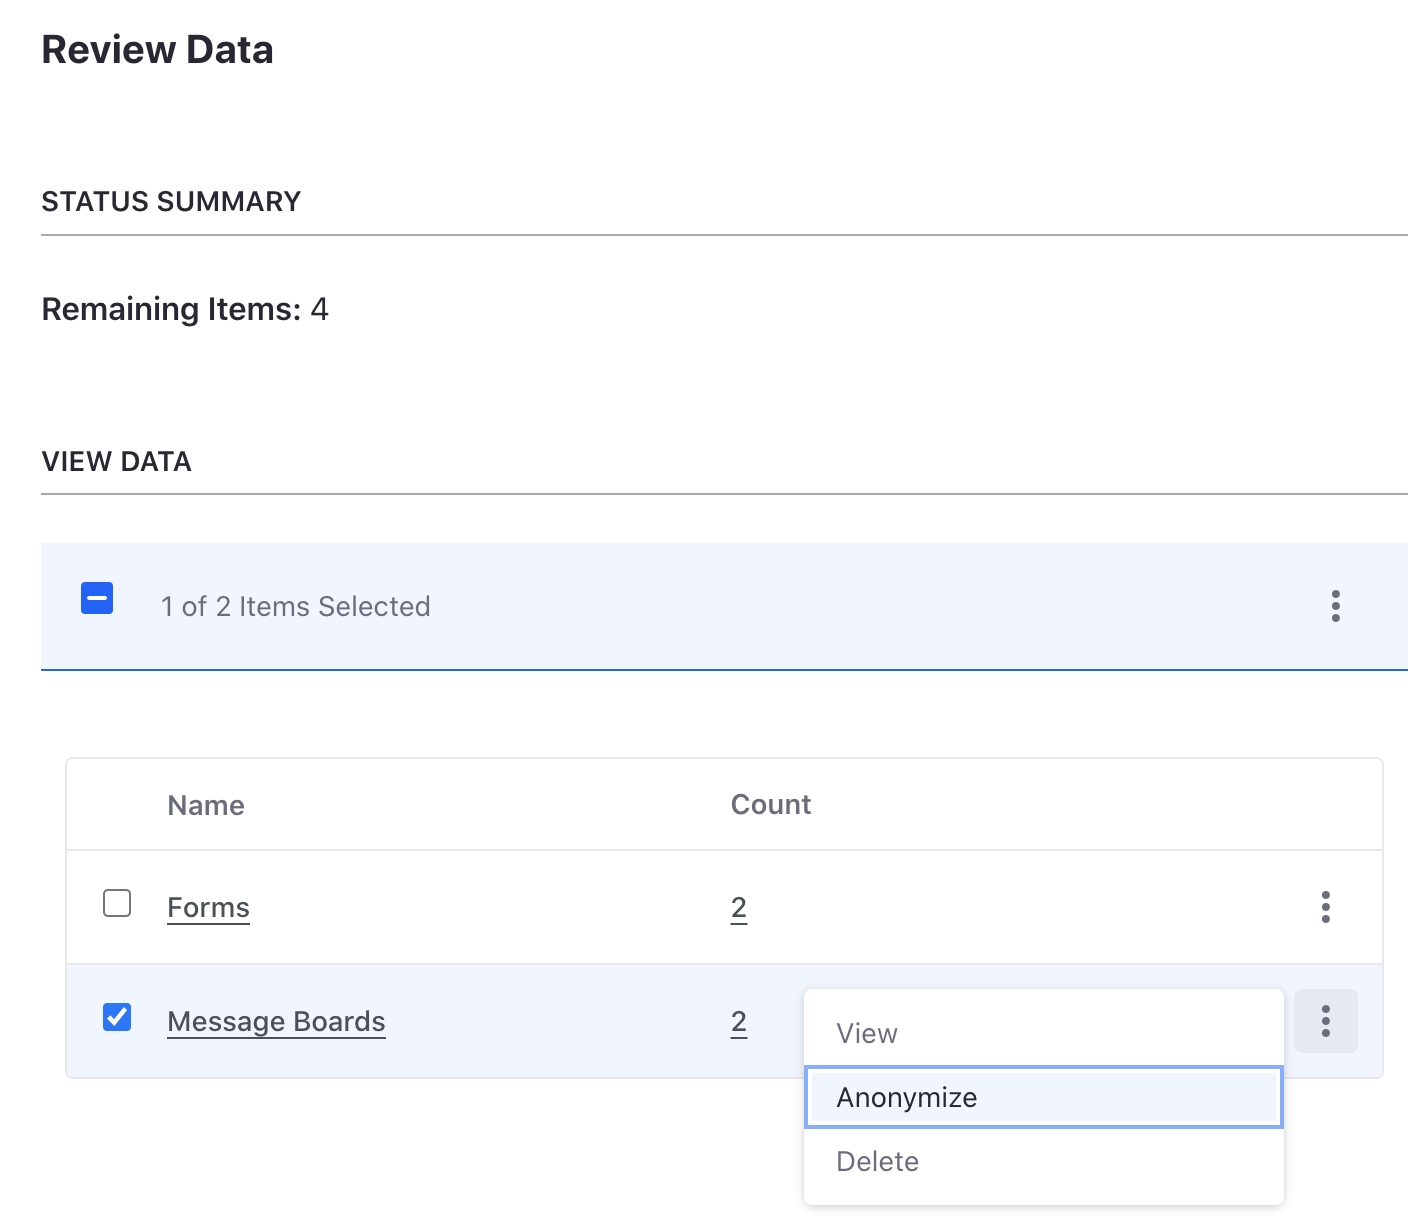 Review Data
STATUS SUMMARY
Remaining Items: 4
VIEW DATA
1 of 2 Items Selected
Name Count
Forms 2
Message Boards 2
View
Anonymize
Delete